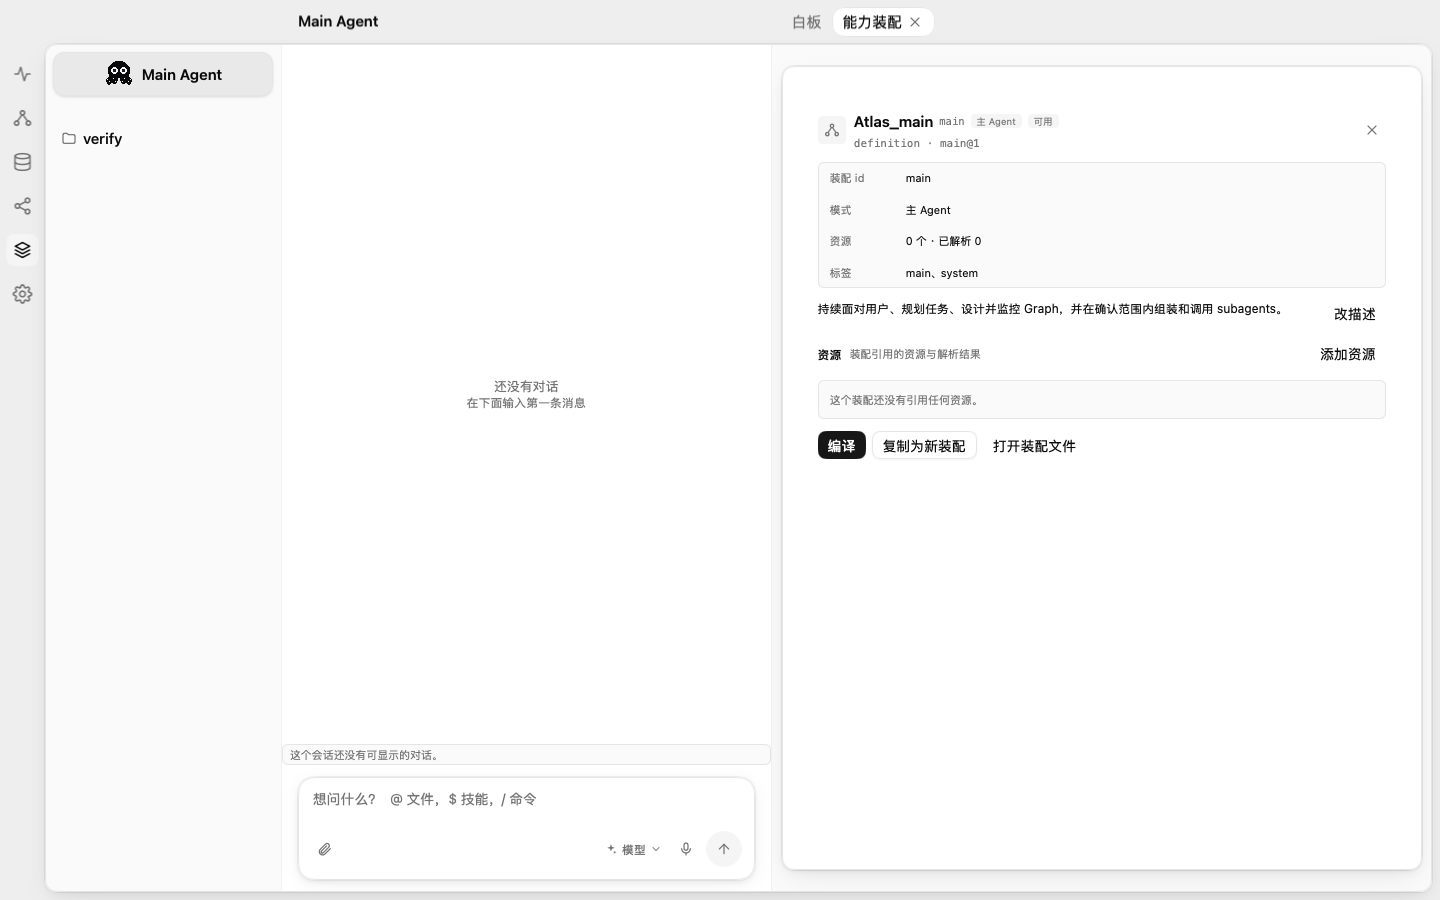 Main Agent
白板 能力装配
Main Agent
verify
Atlas_main main 主 Agent 可用
definition · main@1
装配 id main
模式 主 Agent
资源 0 个 · 已解析 0
标签 main、system
持续面对用户、规划任务、设计并监控 Graph，并在确认范围内组装和调用 subagents。 改描述
资源 装配引用的资源与解析结果 添加资源
这个装配还没有引用任何资源。
编译 复制为新装配 打开装配文件
还没有对话
在下面输入第一条消息
这个会话还没有可显示的对话。
想问什么? @ 文件，$ 技能，/ 命令
模型